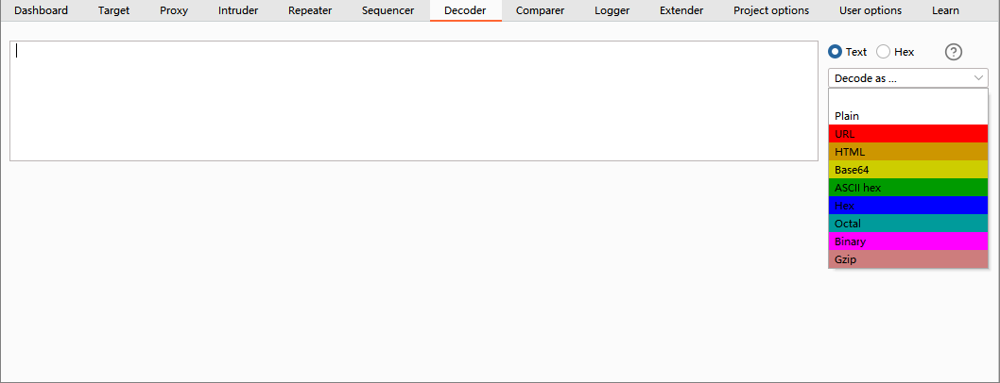 Dashboard Target Proxy Intruder Repeater Sequencer Decoder Comparer Logger Extender Project options User options Learn
Text Hex ?
Decode as ...
Plain
URL
HTML
Base64
ASCII hex
Hex
Octal
Binary
Gzip